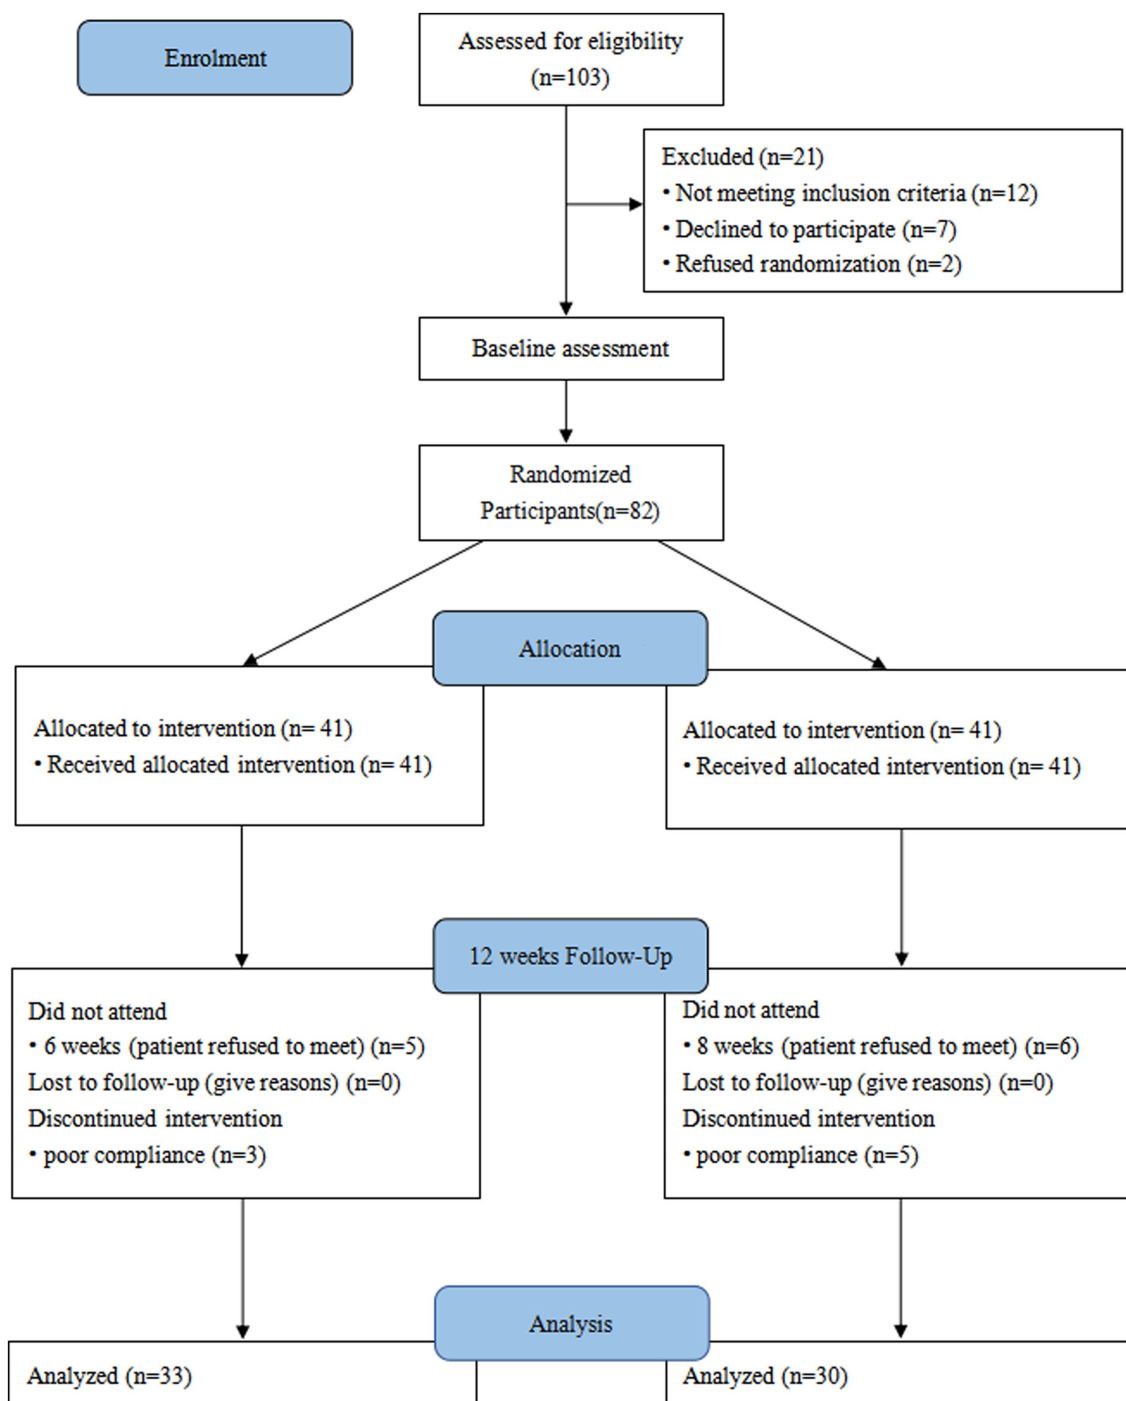 Enrolment
Assessed for eligibility
(n=103)
Excluded (n=21)
• Not meeting inclusion criteria (n=12)
• Declined to participate (n=7)
• Refused randomization (n=2)
Baseline assessment
Randomized
Participants(n=82)
Allocation
Allocated to intervention (n= 41)
• Received allocated intervention (n= 41)
Allocated to intervention (n= 41)
• Received allocated intervention (n= 41)
12 weeks Follow-Up
Did not attend
• 6 weeks (patient refused to meet) (n=5)
Lost to follow-up (give reasons) (n=0)
Discontinued intervention
• poor compliance (n=3)
Did not attend
• 8 weeks (patient refused to meet) (n=6)
Lost to follow-up (give reasons) (n=0)
Discontinued intervention
• poor compliance (n=5)
Analysis
Analyzed (n=33)
Analyzed (n=30)